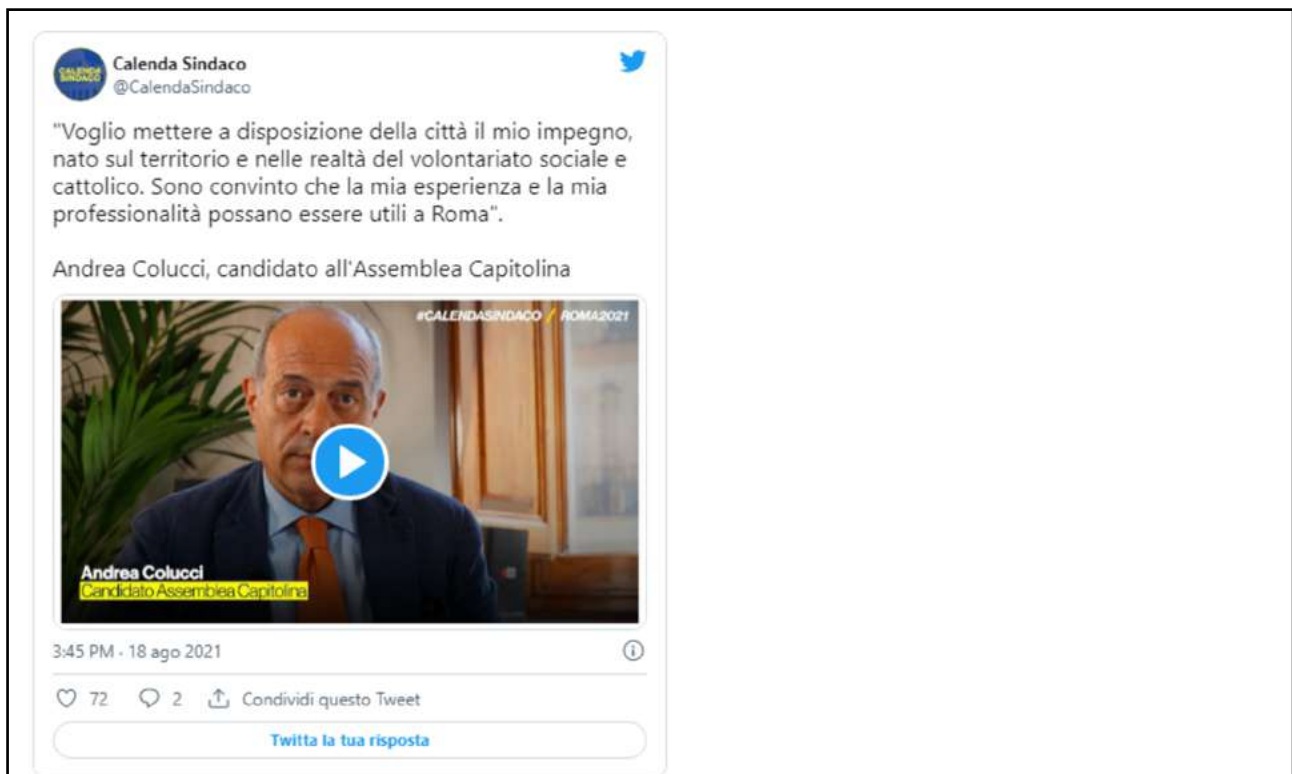 Calenda Sindaco
@CalendaSindaco
CALENDA
SINDACO
"Voglio mettere a disposizione della città il mio impegno,
nato sul territorio e nelle realtà del volontariato sociale e
cattolico. Sono convinto che la mia esperienza e la mia
professionalità possano essere utili a Roma".
Andrea Colucci, candidato all'Assemblea Capitolina
#CALENDASINDACO / ROMA2021
Andrea Colucci
Candidato Assemblea Capitolina
3:45 PM · 18 ago 2021
72 2 Condividi questo Tweet
Twitta la tua risposta